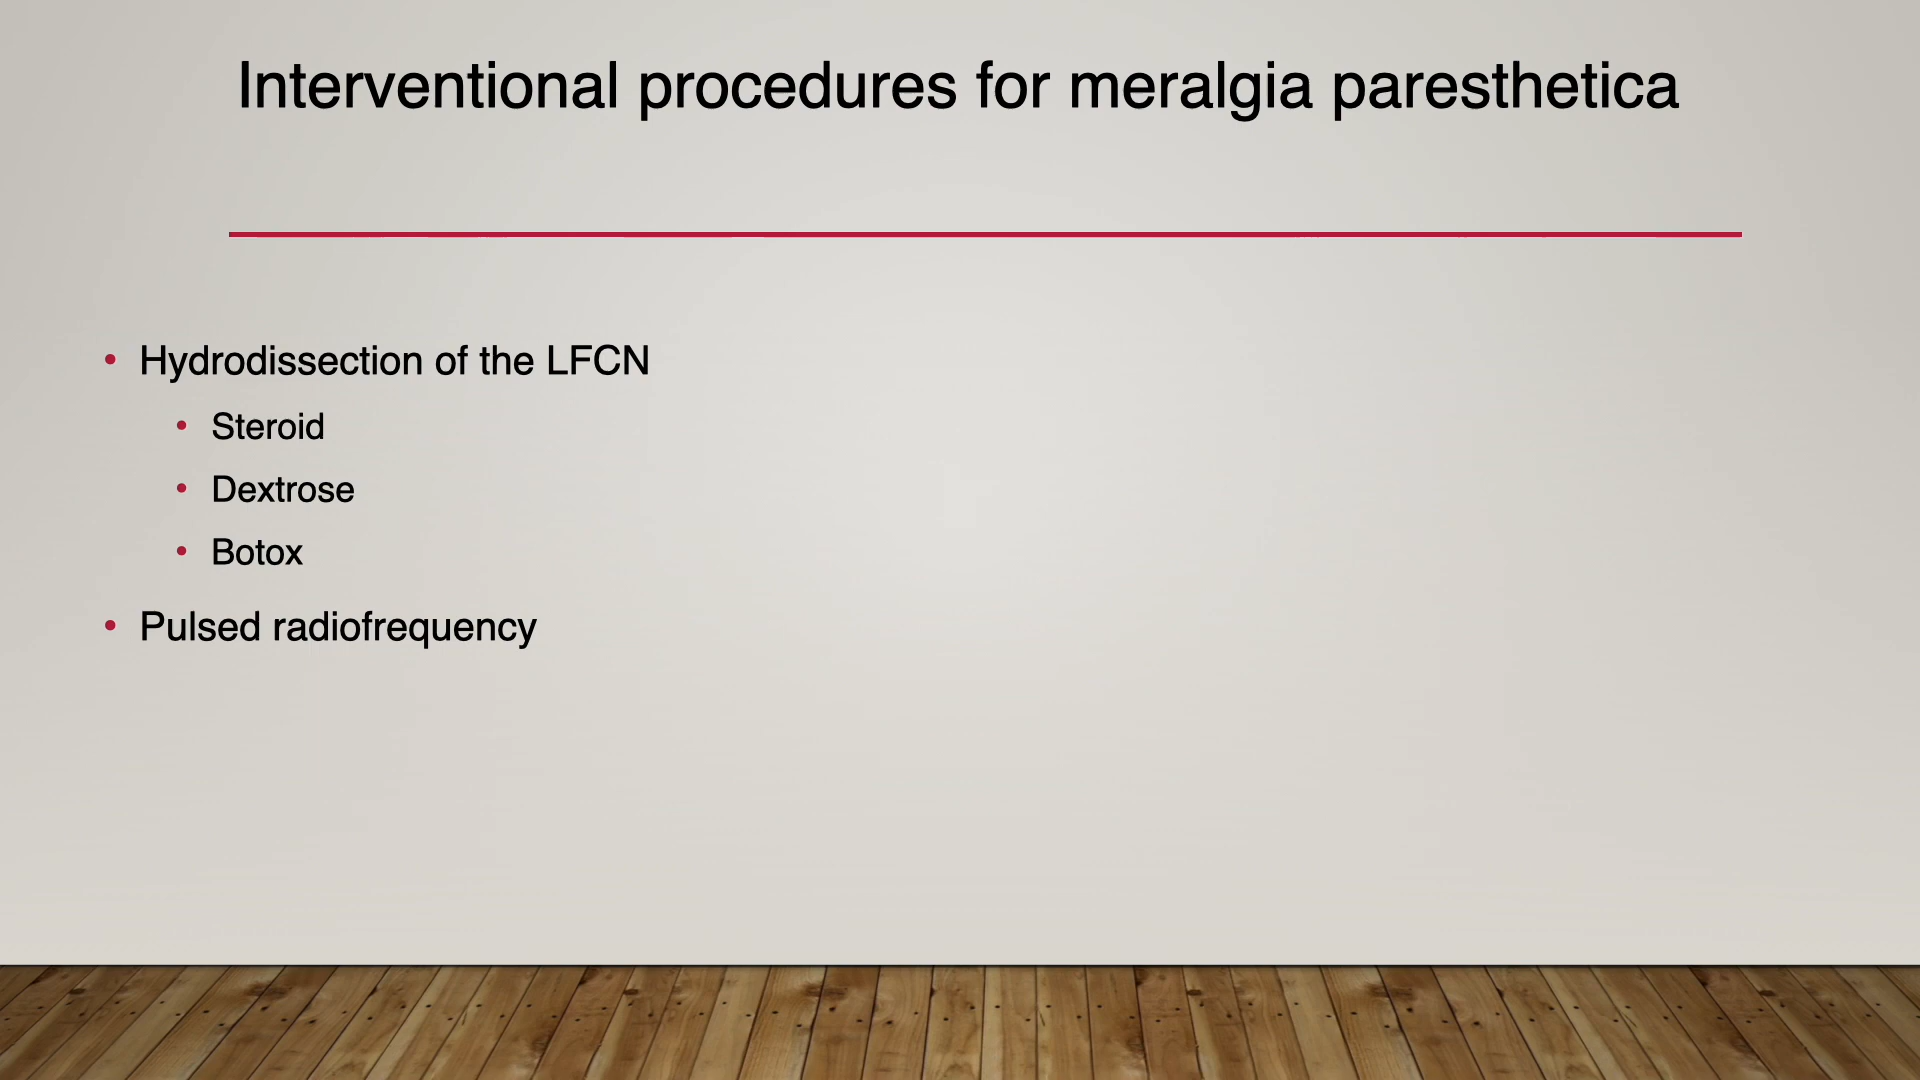 Interventional procedures for meralgia paresthetica
• Hydrodissection of the LFCN
• Steroid
• Dextrose
• Botox
• Pulsed radiofrequency